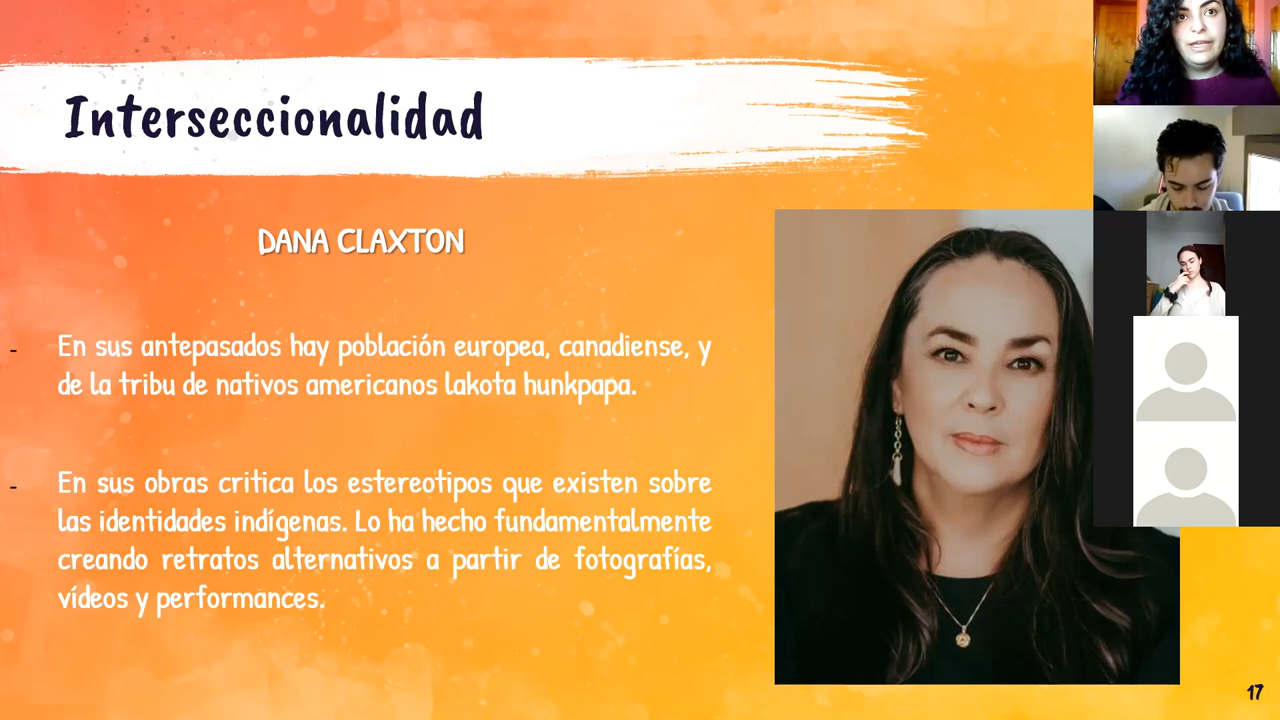 Interseccionalidad
DANA CLAXTON
- En sus antepasados hay población europea, canadiense, y
de la tribu de nativos americanos lakota hunkpapa.
- En sus obras critica los estereotipos que existen sobre
las identidades indígenas. Lo ha hecho fundamentalmente
creando retratos alternativos a partir de fotografías,
vídeos y performances.
17